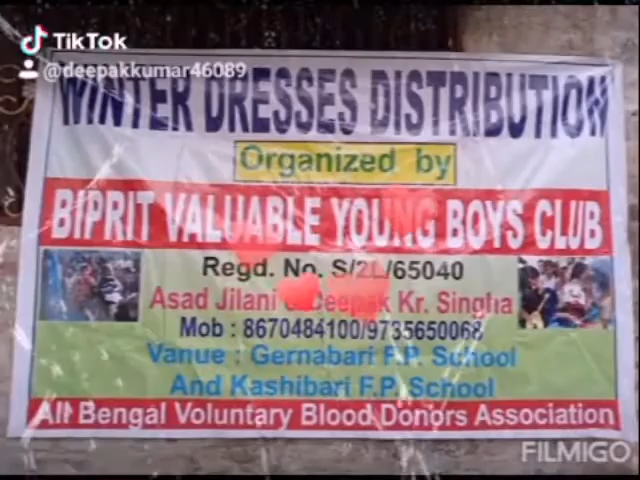 TikTok
@deepakkumar46089
WINTER DRESSES DISTRIBUTION
Organized by
BIPRIT VALUABLE YOUNG BOYS CLUB
Regd. No. S/2L/65040
Asad Jilani & Deepak Kr. Singha
Mob : 8670484100/9735650068
Vanue : Gernabari F.P. School
And Kashibari F.P. School
All Bengal Voluntary Blood Donors Association
FILMIGO